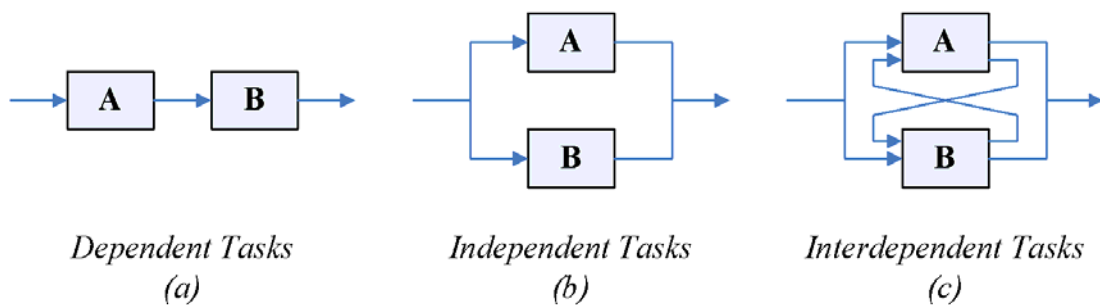 A
B
Dependent Tasks
(a)
A
B
Independent Tasks
(b)
A
B
Interdependent Tasks
(c)